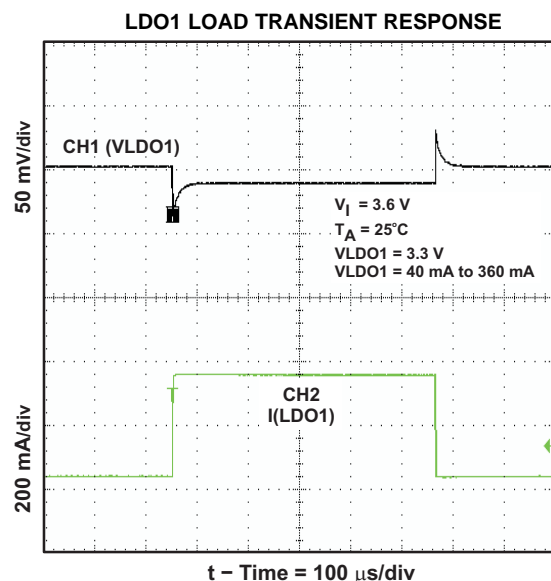 LDO1 LOAD TRANSIENT RESPONSE
50 mV/div
CH1 (VLDO1)
V_I = 3.6 V
T_A = 25°C
VLDO1 = 3.3 V
VLDO1 = 40 mA to 360 mA
200 mA/div
CH2
I(LDO1)
t − Time = 100 μs/div